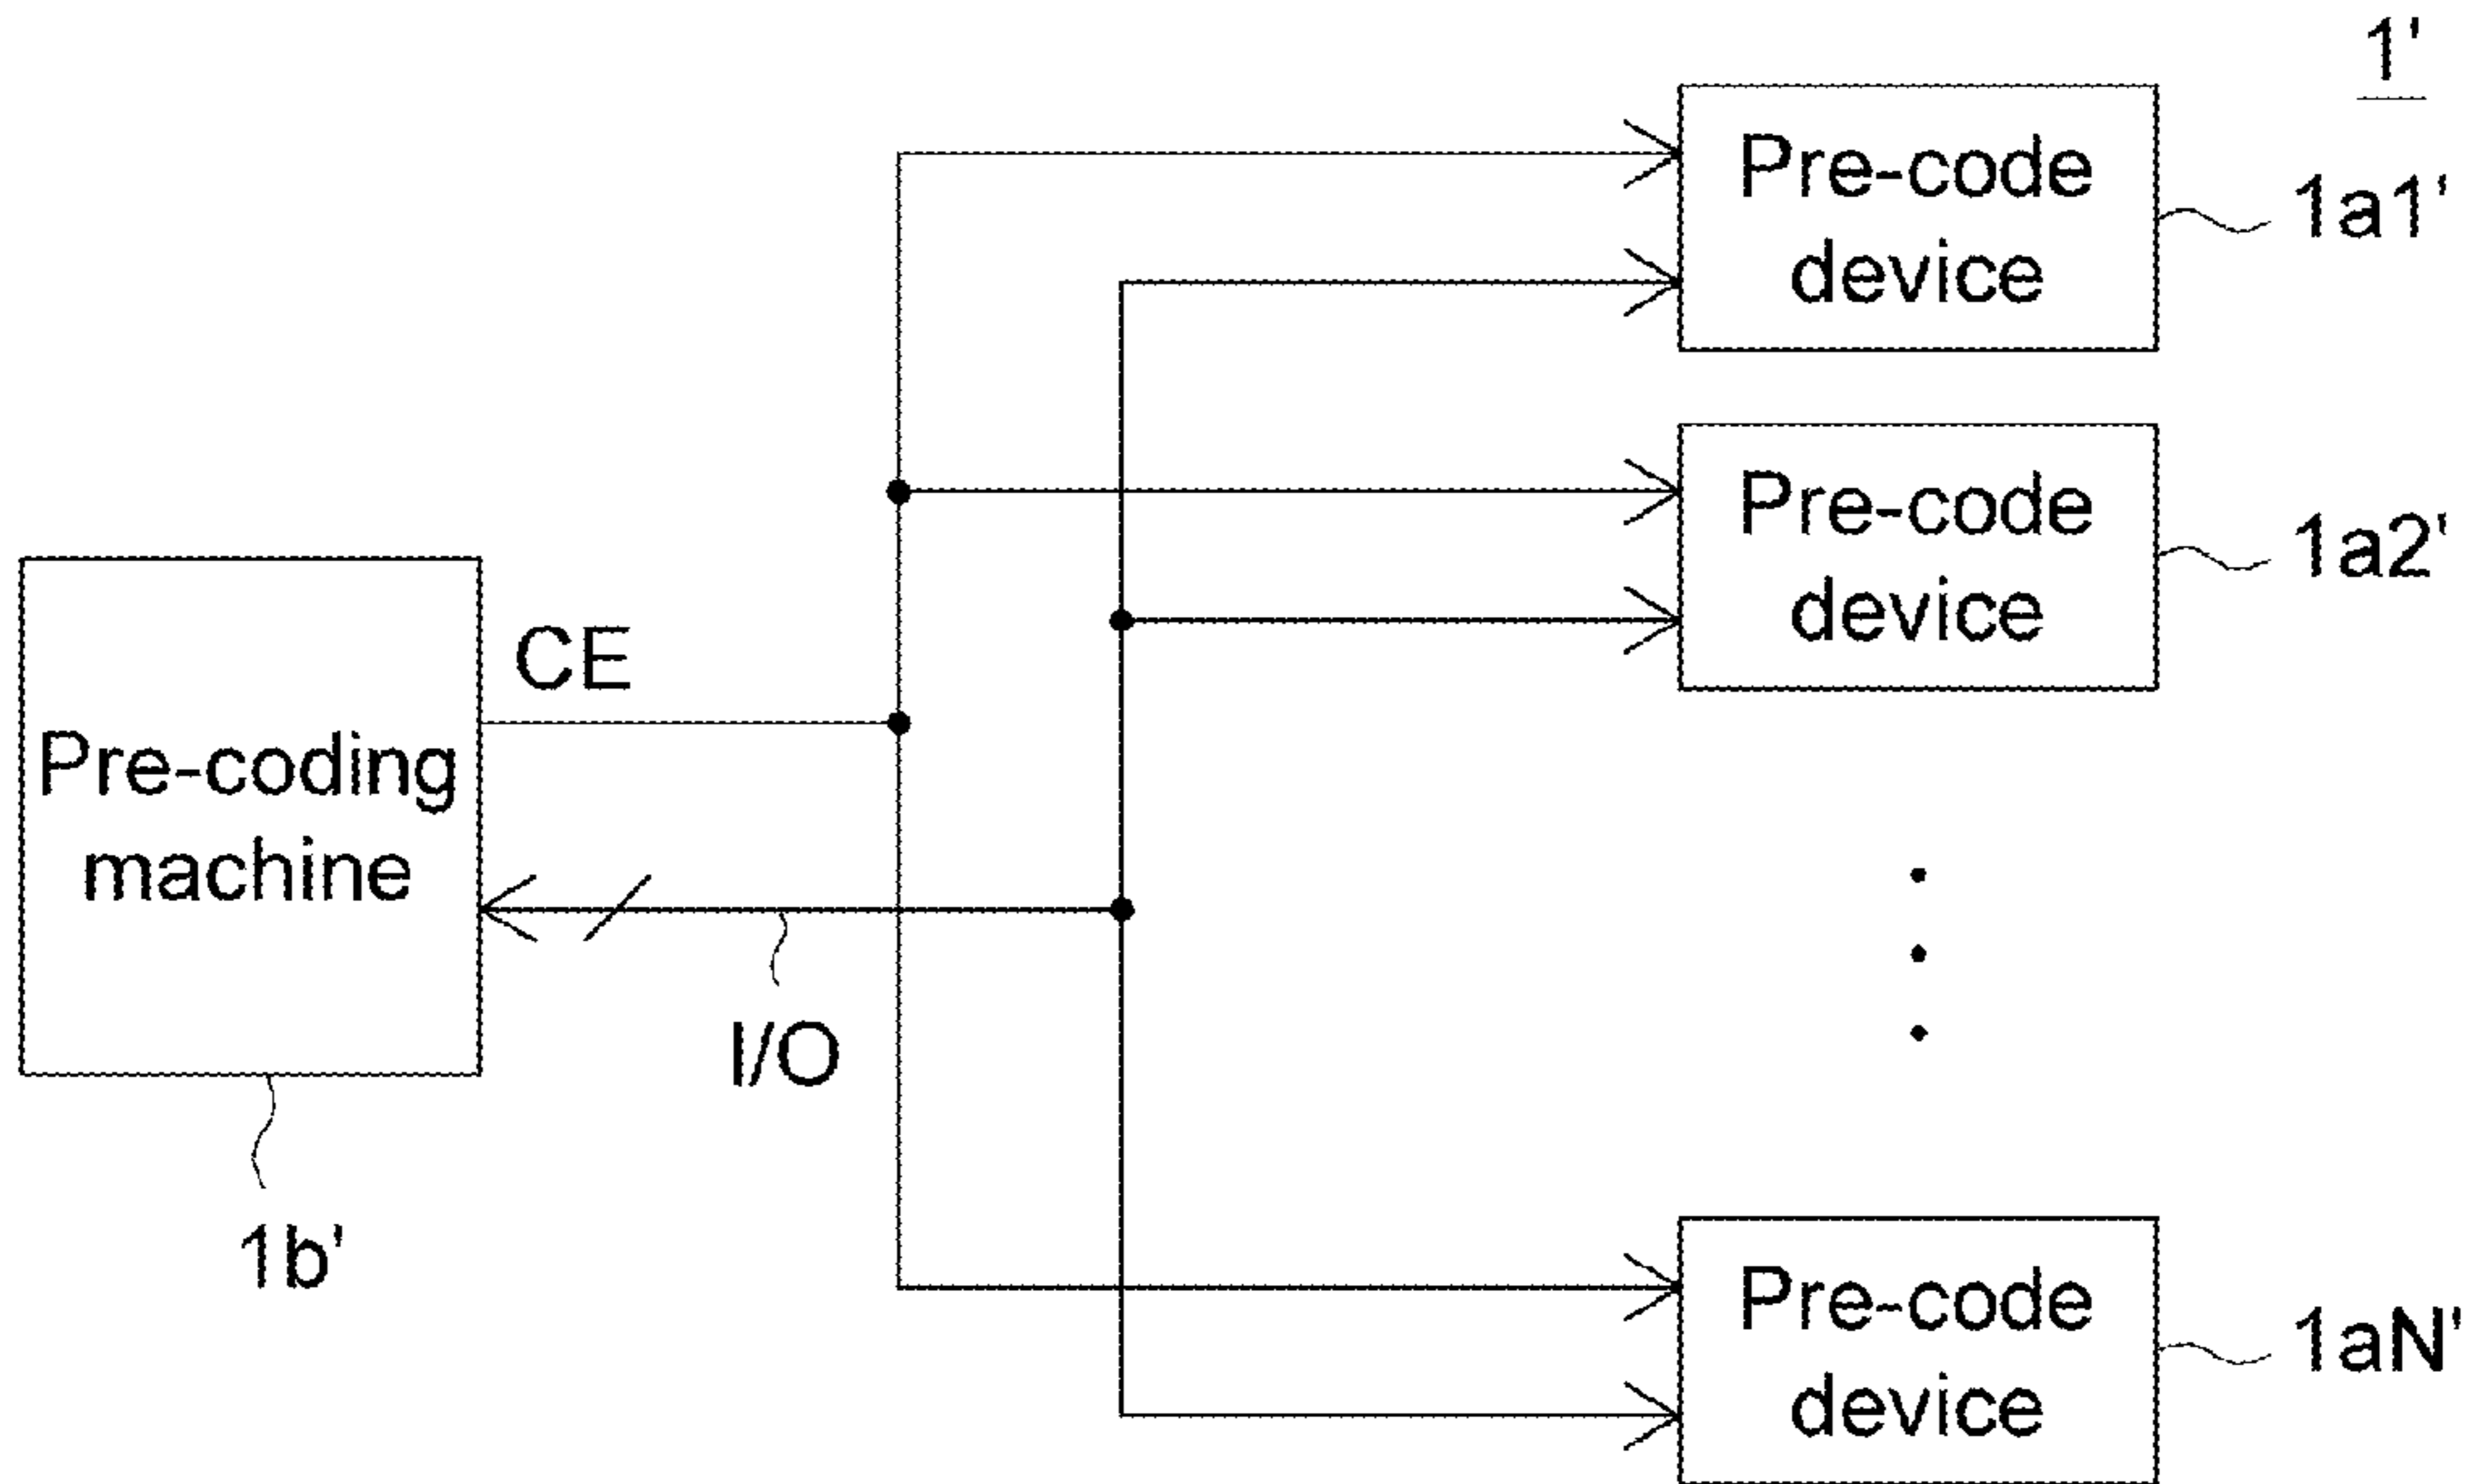 1'
Pre-code
device
1a1'
Pre-code
device
1a2'
CE
Pre-coding
machine
I/O
1b'
Pre-code
device
1aN'